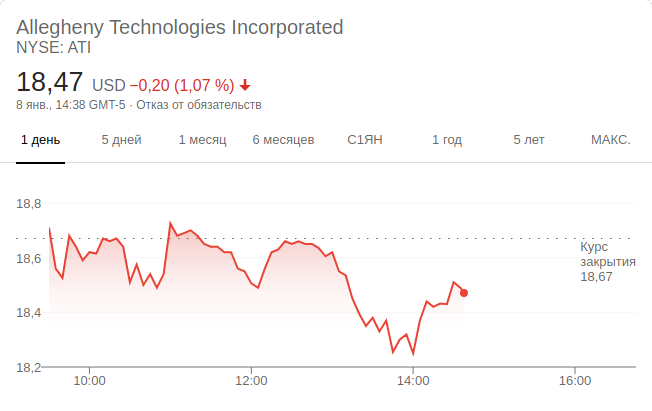 Allegheny Technologies Incorporated
NYSE: ATI
18,47 USD −0,20 (1,07 %)
8 янв., 14:38 GMT-5 · Отказ от обязательств
1 день 5 дней 1 месяц 6 месяцев С1ЯН 1 год 5 лет МАКС.
18,8
Курс
18,6 закрытия
18,67
18,4
18,2
10:00 12:00 14:00 16:00